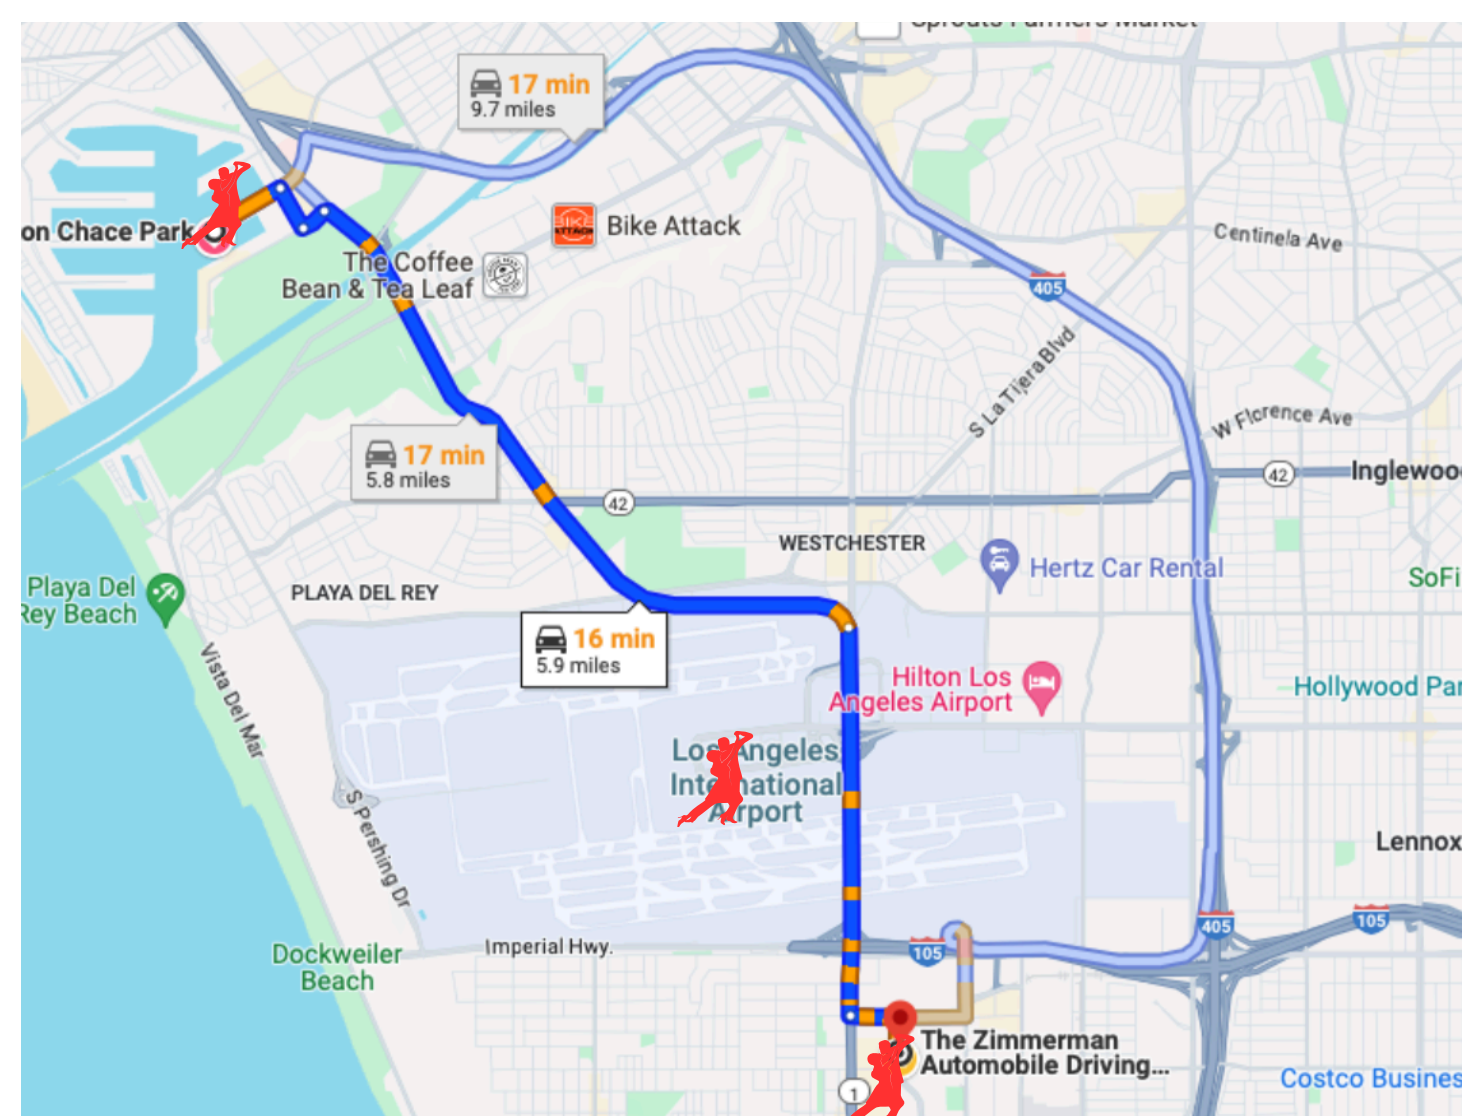 Sprouts Farmers Market
17 min
9.7 miles
on Chace Park
BIKE
ATTACK
Bike Attack
Centinela Ave
The Coffee
Bean & Tea Leaf
405
S La Tijera Blvd
W Florence Ave
17 min
5.8 miles
42
42
Inglewoo
WESTCHESTER
Hertz Car Rental
SoFi
Playa Del
Rey Beach
PLAYA DEL REY
16 min
5.9 miles
Vista Del Mar
Hilton Los
Angeles Airport
Hollywood Par
Los Angeles
International
Airport
S Pershing Dr
Lennox
105
405
Imperial Hwy.
105
Dockweiler
Beach
The Zimmerman
Automobile Driving...
1
Costco Busines